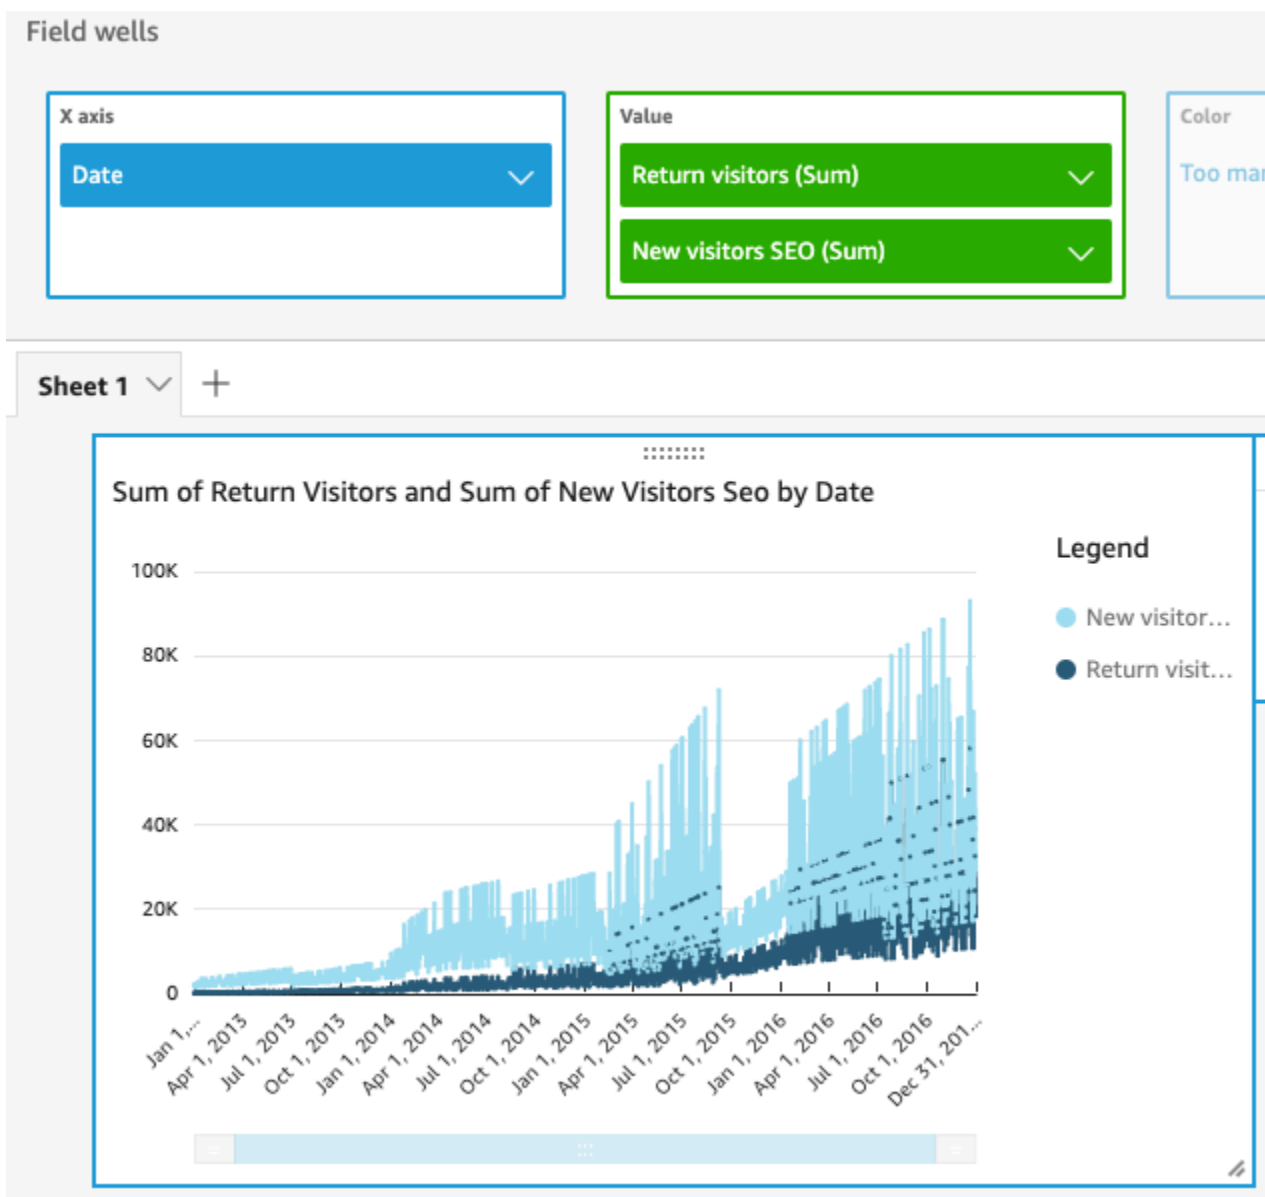 Field wells
X axis
Date
Value
Return visitors (Sum)
New visitors SEO (Sum)
Color
Too
Sheet 1
Sum of Return Visitors and Sum of New Visitors Seo by Date
Legend
New visitor...
Return visit...
100K
80K
60K
40K
20K
0
Jan 1,...
Apr 1, 2013
Jul 1, 2013
Oct 1, 2013
Jan 1, 2014
Apr 1, 2014
Jul 1, 2014
Oct 1, 2014
Jan 1, 2015
Apr 1, 2015
Jul 1, 2015
Oct 1, 2015
Jan 1, 2016
Apr 1, 2016
Jul 1, 2016
Oct 1, 2016
Dec 31, 201...